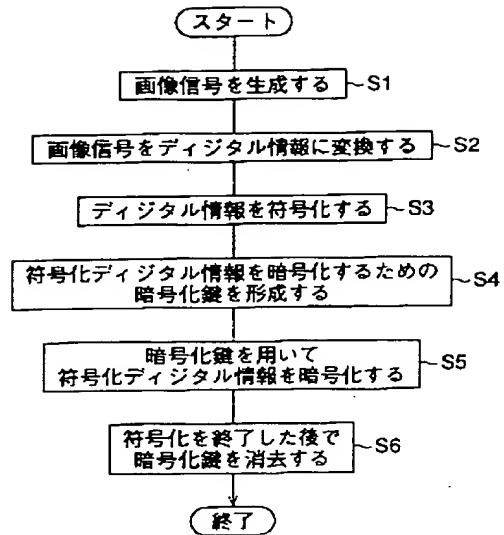 スタート
画像信号を生成する
S1
画像信号をディジタル情報に変換する
S2
ディジタル情報を符号化する
S3
符号化ディジタル情報を暗号化するための
暗号化鍵を形成する
S4
暗号化鍵を用いて
符号化ディジタル情報を暗号化する
S5
符号化を終了した後で
暗号化鍵を消去する
S6
終了